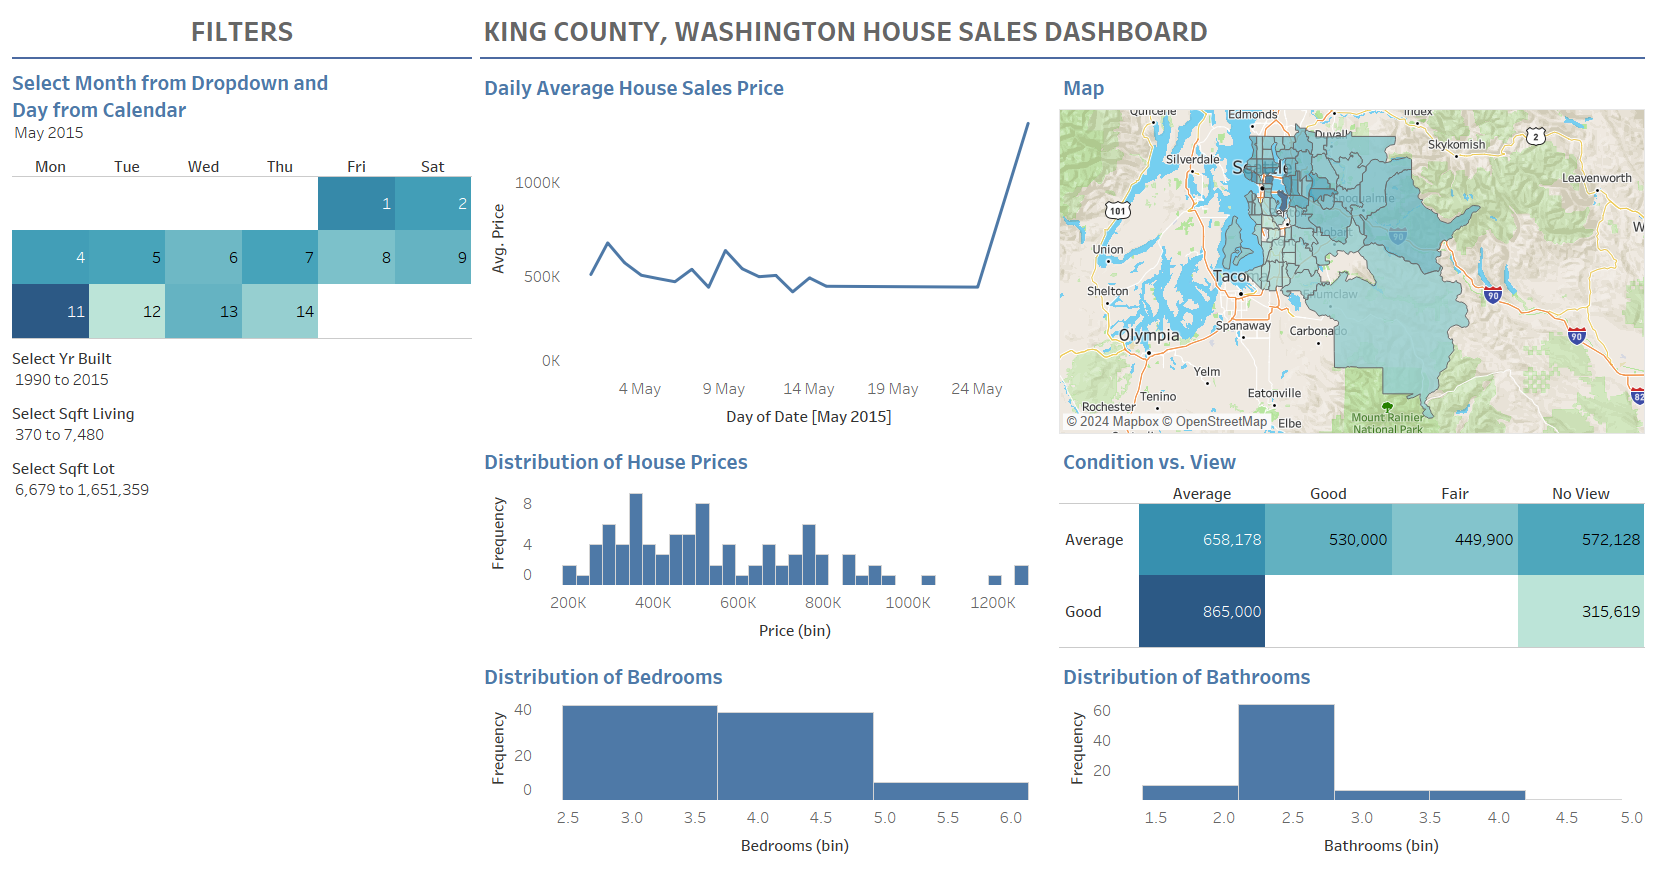 FILTERS
KING COUNTY, WASHINGTON HOUSE SALES DASHBOARD
Select Month from Dropdown and
Day from Calendar
May 2015
Mon Tue Wed Thu Fri Sat
1 2
4 5 6 7 8 9
11 12 13 14
Select Yr Built
1990 to 2015
Select Sqft Living
370 to 7,480
Select Sqft Lot
6,679 to 1,651,359
Daily Average House Sales Price
Avg. Price
1000K
500K
0K
4 May 9 May 14 May 19 May 24 May
Day of Date [May 2015]
Map
Quilcene
Edmonds
Index
Duvall
Skykomish
2
Silverdale
Seattle
Leavenworth
Snoqualmie
101
Union
90
Tacoma
Shelton
Enumclaw
90
Spanaway
Carbonado
90
Olympia
Yelm
Eatonville
82
Tenino
Rochester
Mount Rainier
National Park
© 2024 Mapbox © OpenStreetMap
Elbe
Distribution of House Prices
Frequency
8
4
0
200K 400K 600K 800K 1000K 1200K
Price (bin)
Condition vs. View
Average Good Fair No View
Average 658,178 530,000 449,900 572,128
Good 865,000 315,619
Distribution of Bedrooms
Frequency
40
20
0
2.5 3.0 3.5 4.0 4.5 5.0 5.5 6.0
Bedrooms (bin)
Distribution of Bathrooms
Frequency
60
40
20
1.5 2.0 2.5 3.0 3.5 4.0 4.5 5.0
Bathrooms (bin)